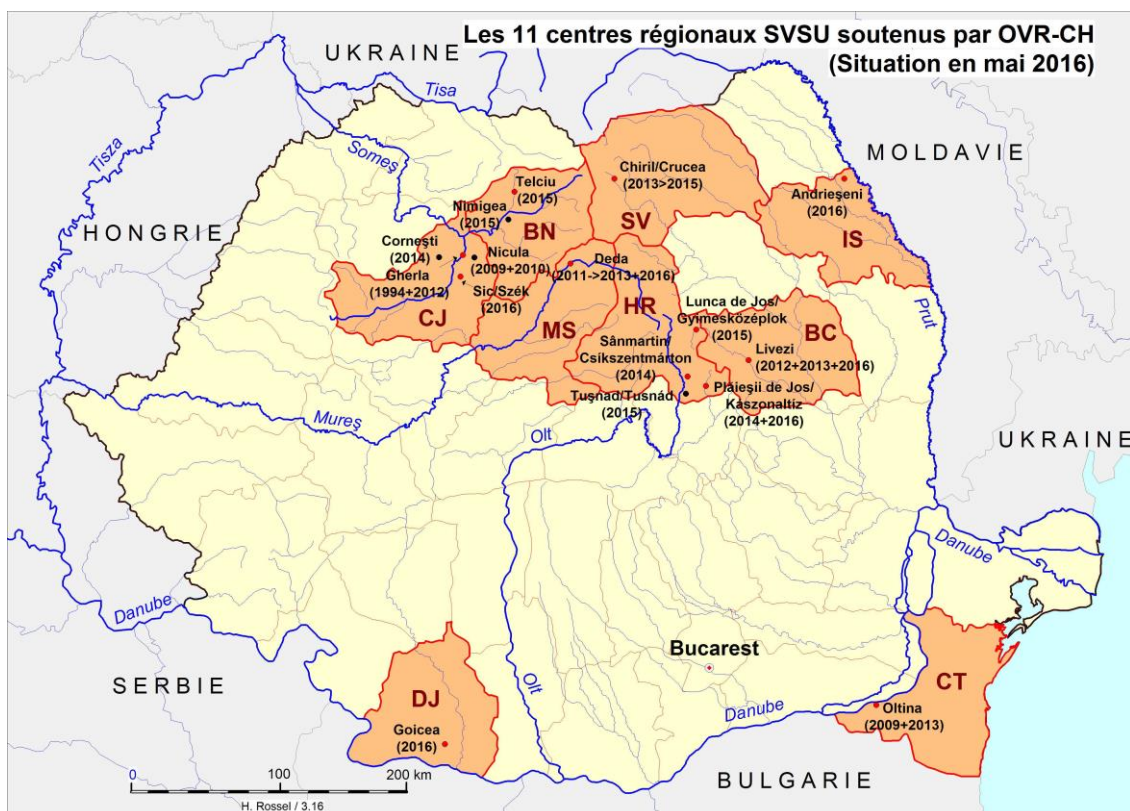 Les 11 centres régionaux SVSU soutenus par OVR-CH
(Situation en mai 2016)
UKRAINE
Tisa
Tisza
Someş
MOLDAVIE
Chiril/Crucea
(2013>2015)
Telciu
(2015)
Andrieşeni
(2016)
Nimigea
(2015)
HONGRIE
SV
BN
IS
Corneşti
(2014)
Nicula
(2009+2010)
Deda
(2011->2013+2016)
Gherla
(1994+2012)
Sic/Szék
(2016)
HR
Lunca de Jos/
Gyimesközéplok
(2015)
Prut
CJ
MS
BC
Sânmartin/
Csíkszentmárton
(2014)
Livezi
(2012+2013+2016)
Tuşnad/Tusnád
(2015)
Plăieşii de Jos/
Kászonaltíz
(2014+2016)
Mureş
Olt
UKRAINE
Danube
Danube
Bucarest
SERBIE
DJ
Olt
CT
Oltina
(2009+2013)
Danube
Goicea
(2016)
0
100
200 km
BULGARIE
H. Rossel / 3.16